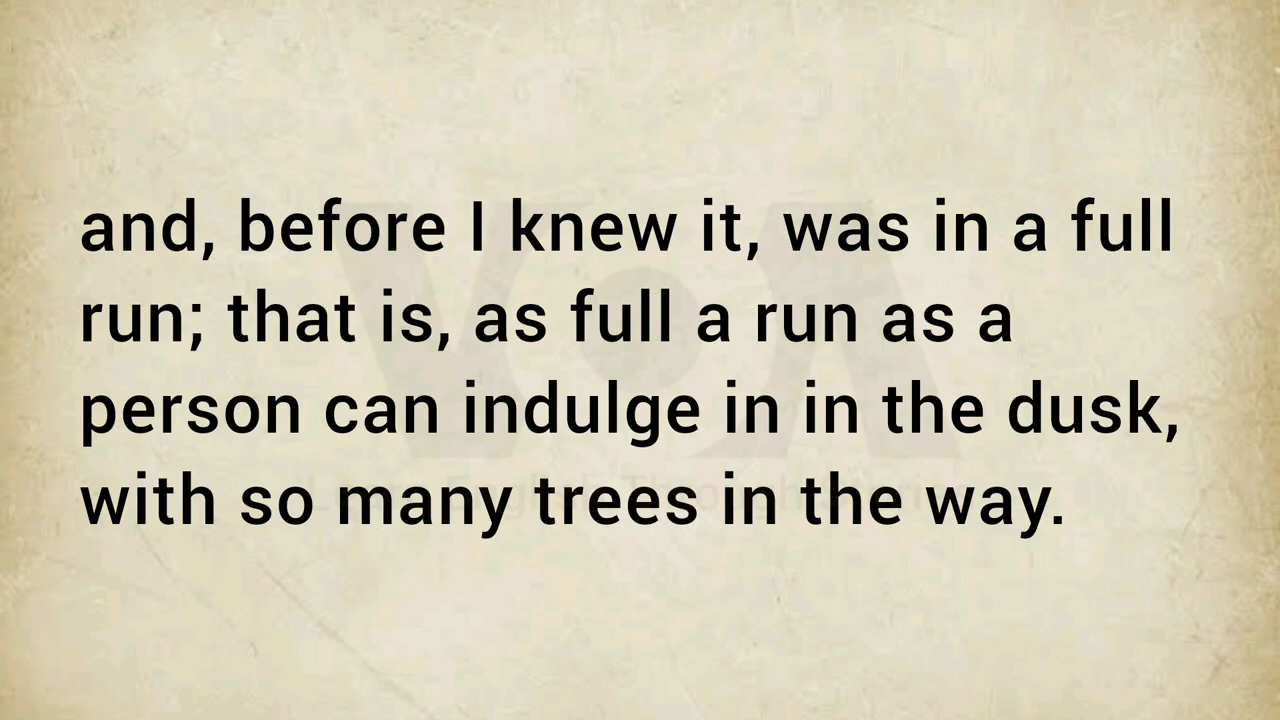 and, before I knew it, was in a full
run; that is, as full a run as a
person can indulge in in the dusk,
with so many trees in the way.
VOA